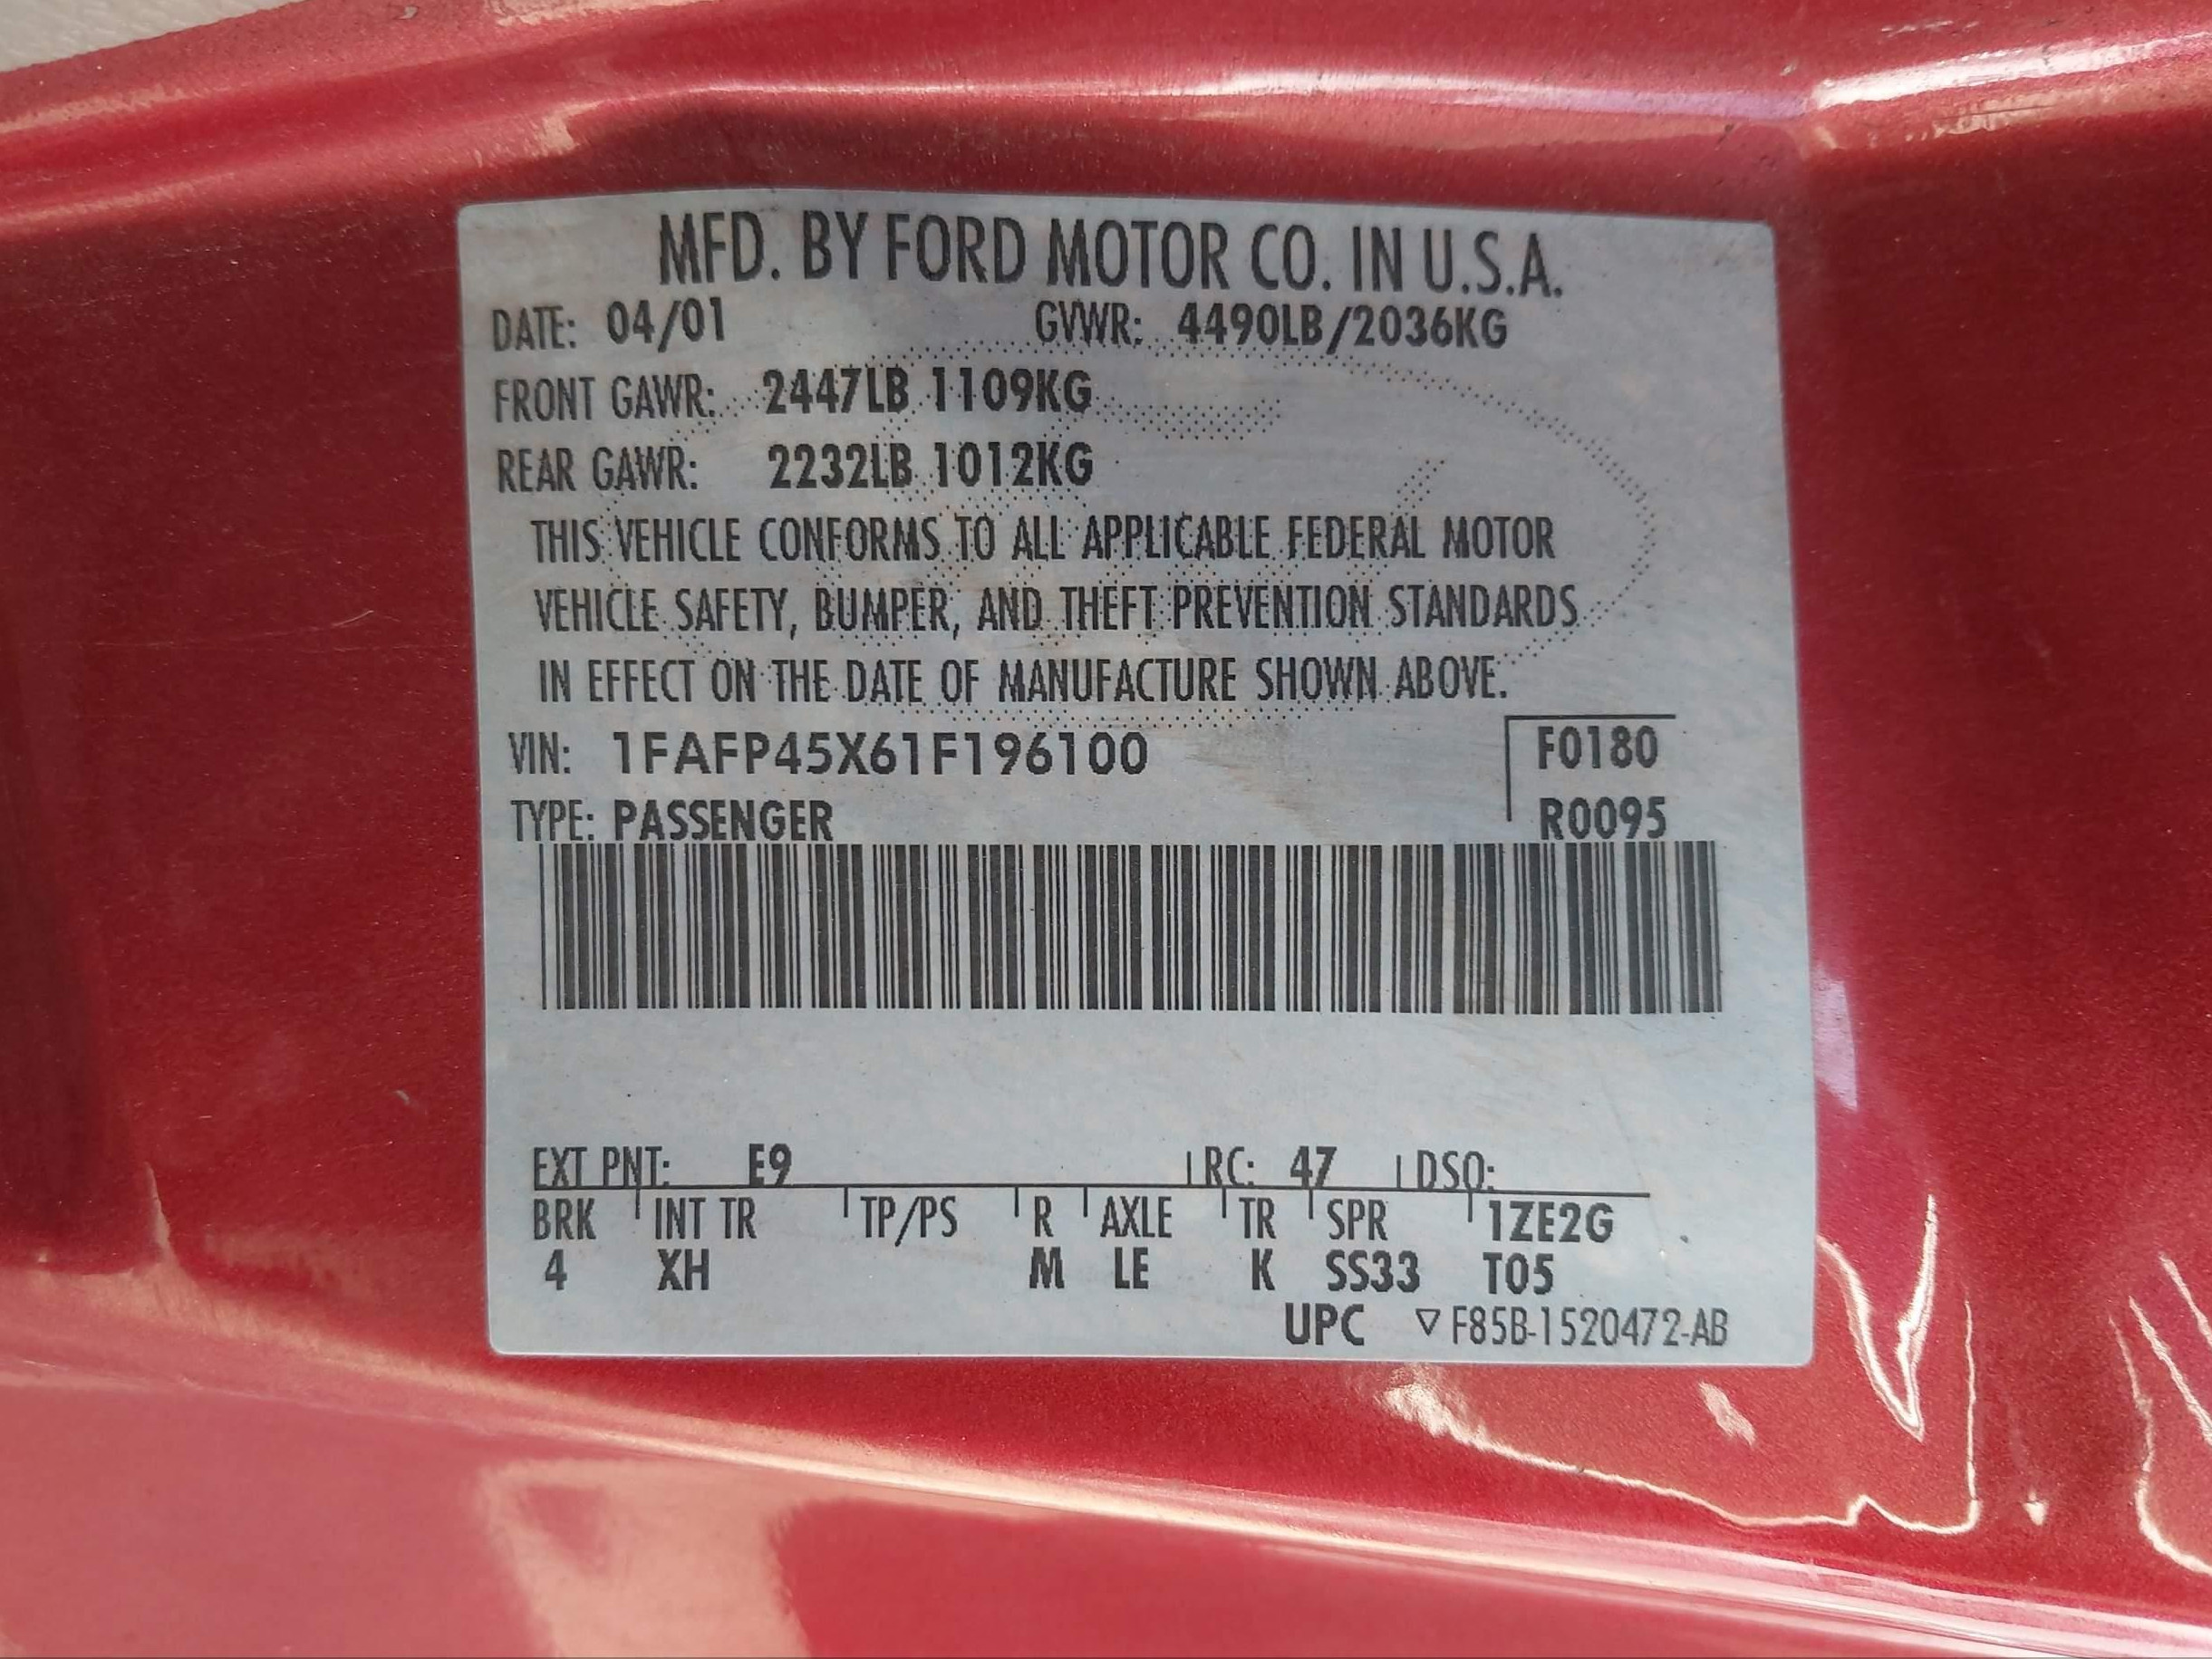 MFD. BY FORD MOTOR CO. IN U.S.A.
DATE: 04/01 GVWR: 4490LB/2036KG
FRONT GAWR: 2447LB 1109KG
REAR GAWR: 2232LB 1012KG
THIS VEHICLE CONFORMS TO ALL APPLICABLE FEDERAL MOTOR
VEHICLE SAFETY, BUMPER, AND THEFT PREVENTION STANDARDS
IN EFFECT ON THE DATE OF MANUFACTURE SHOWN ABOVE.
VIN: 1FAFP45X61F196100 F0180
TYPE: PASSENGER R0095
EXT PNT: E9 RC: 47 DSO:
BRK INT TR TP/PS R AXLE TR SPR 1ZE2G
4 XH M LE K SS33 T05
UPC ▽F85B-1520472-AB